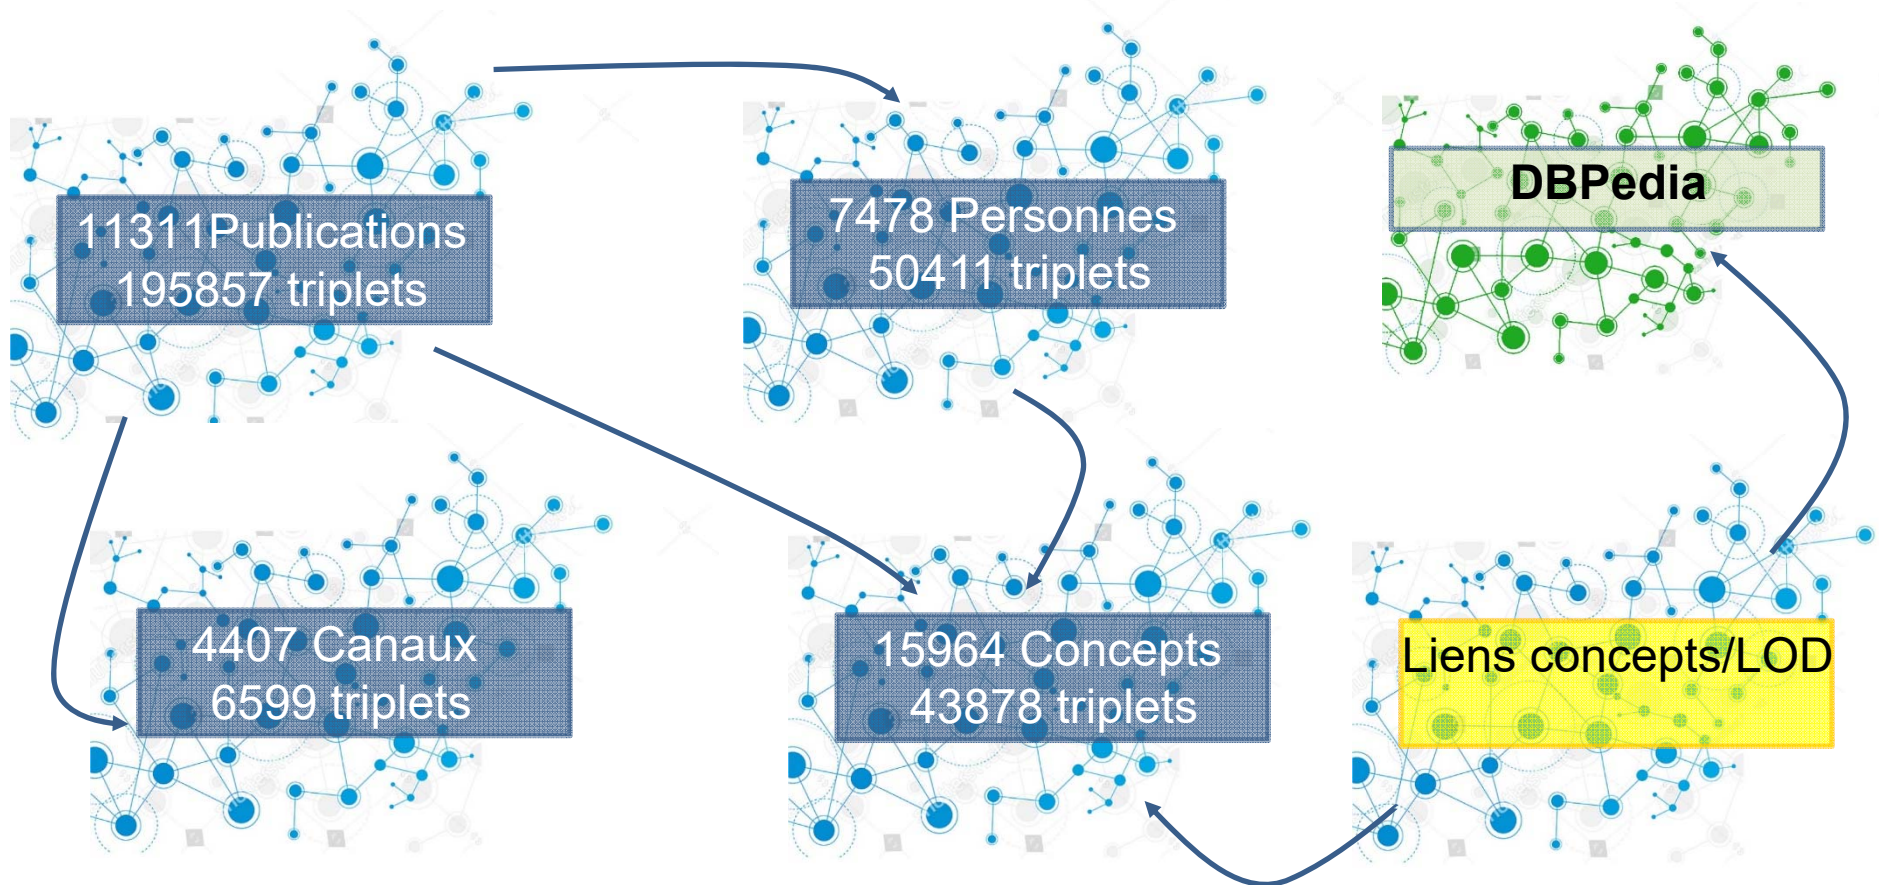 11311Publications
195857 triplets
7478 Personnes
50411 triplets
DBPedia
4407 Canaux
6599 triplets
15964 Concepts
43878 triplets
Liens concepts/LOD